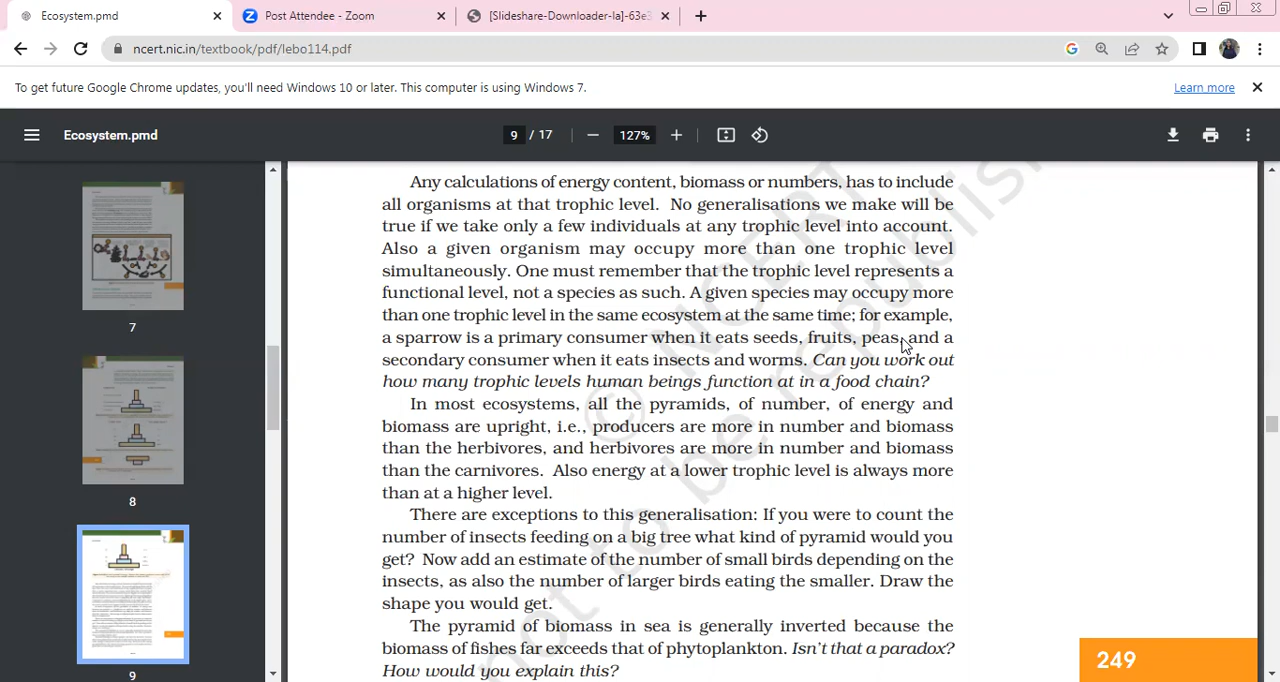 Ecosystem.pmd
Post Attendee - Zoom
[Slideshare-Downloader-la]-63e3
ncert.nic.in/textbook/pdf/lebo114.pdf
To get future Google Chrome updates, you'll need Windows 10 or later. This computer is using Windows 7.
Learn more
Ecosystem.pmd
9 / 17
127%
7
8
9
Any calculations of energy content, biomass or numbers, has to include
all organisms at that trophic level. No generalisations we make will be
true if we take only a few individuals at any trophic level into account.
Also a given organism may occupy more than one trophic level
simultaneously. One must remember that the trophic level represents a
functional level, not a species as such. A given species may occupy more
than one trophic level in the same ecosystem at the same time; for example,
a sparrow is a primary consumer when it eats seeds, fruits, peas, and a
secondary consumer when it eats insects and worms. Can you work out
how many trophic levels human beings function at in a food chain?
In most ecosystems, all the pyramids, of number, of energy and
biomass are upright, i.e., producers are more in number and biomass
than the herbivores, and herbivores are more in number and biomass
than the carnivores. Also energy at a lower trophic level is always more
than at a higher level.
There are exceptions to this generalisation: If you were to count the
number of insects feeding on a big tree what kind of pyramid would you
get? Now add an estimate of the number of small birds depending on the
insects, as also the number of larger birds eating the smaller. Draw the
shape you would get.
The pyramid of biomass in sea is generally inverted because the
biomass of fishes far exceeds that of phytoplankton. Isn't that a paradox?
How would you explain this?
249
© NCERT
not to be republish